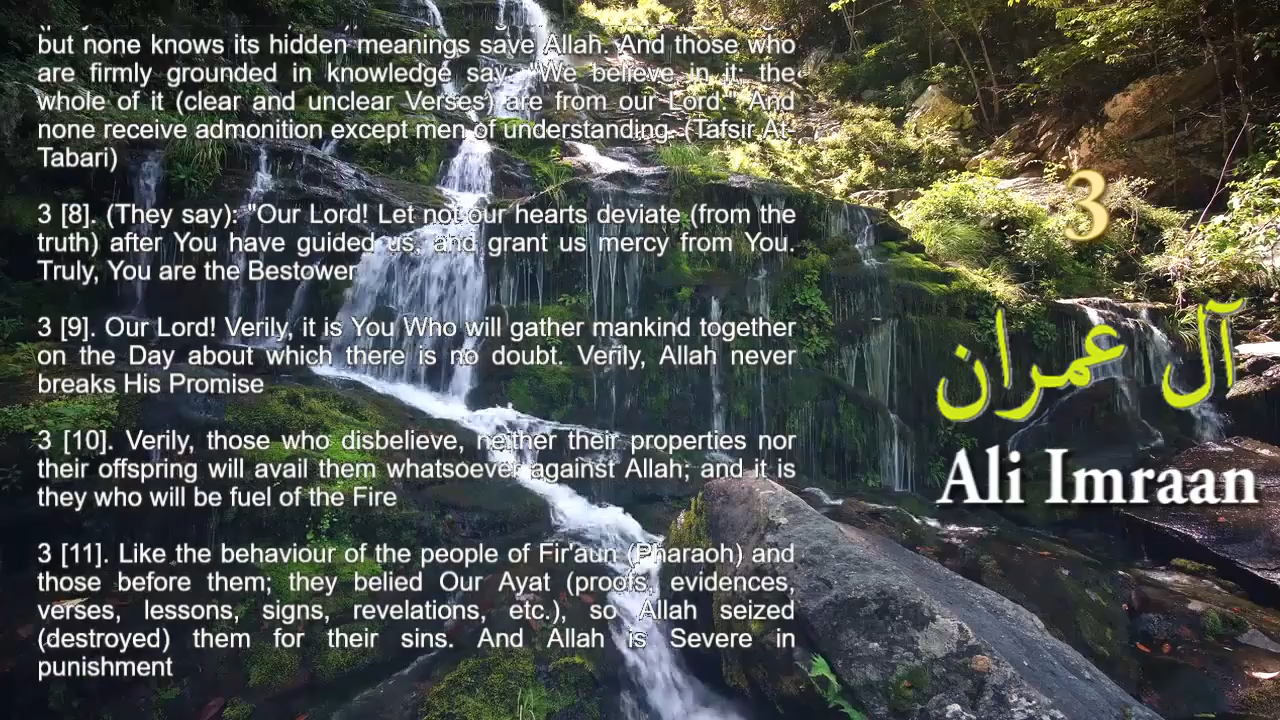 but none knows its hidden meanings save Allah. And those who
are firmly grounded in knowledge say: "We believe in it; the
whole of it (clear and unclear Verses) are from our Lord." And
none receive admonition except men of understanding. (Tafsir At-
Tabari)
3 [8]. (They say): "Our Lord! Let not our hearts deviate (from the
truth) after You have guided us, and grant us mercy from You.
Truly, You are the Bestower
3 [9]. Our Lord! Verily, it is You Who will gather mankind together
on the Day about which there is no doubt. Verily, Allah never
breaks His Promise
3 [10]. Verily, those who disbelieve, neither their properties nor
their offspring will avail them whatsoever against Allah; and it is
they who will be fuel of the Fire
3 [11]. Like the behaviour of the people of Fir'aun (Pharaoh) and
those before them; they belied Our Ayat (proofs, evidences,
verses, lessons, signs, revelations, etc.), so Allah seized
(destroyed) them for their sins. And Allah is Severe in
punishment
3
آل عمران
Ali Imraan